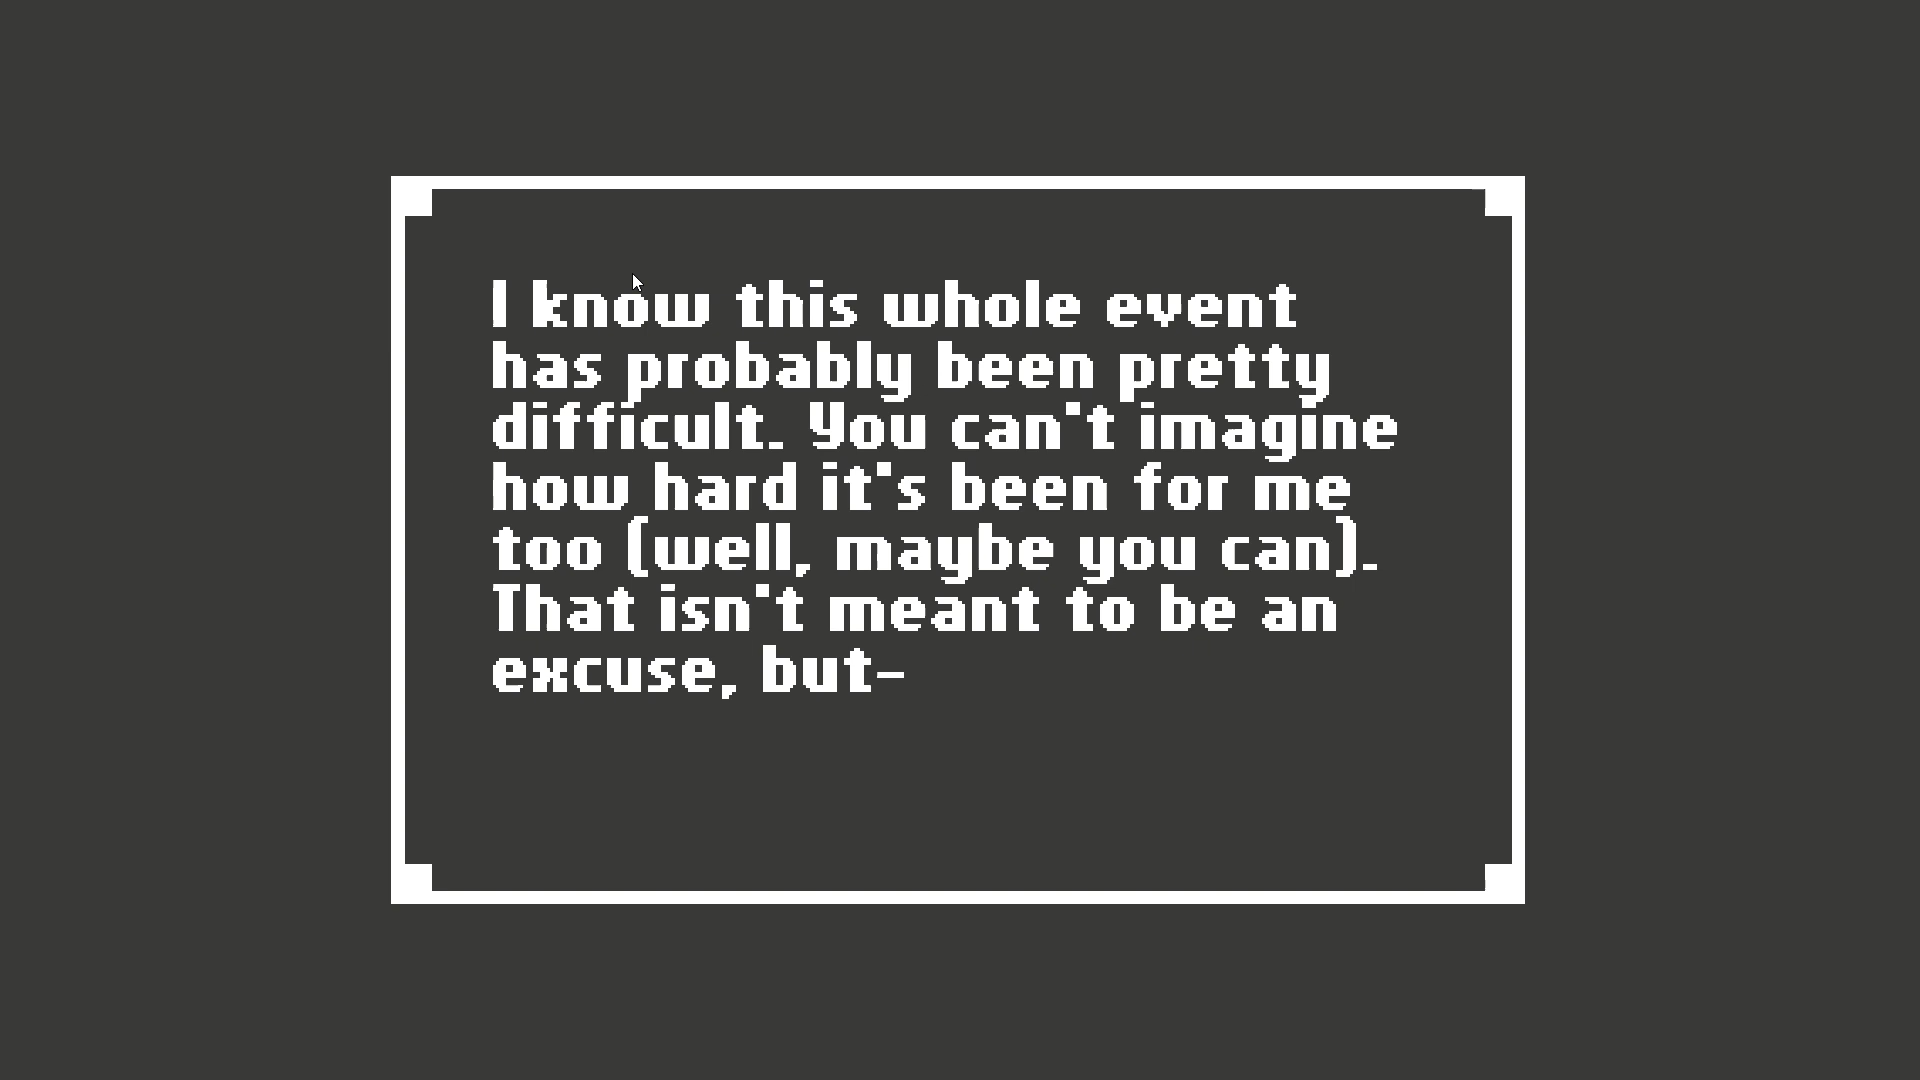 I know this whole event
has probably been pretty
difficult. You can't imagine
how hard it's been for me
too (well, maybe you can).
That isn't meant to be an
excuse, but–